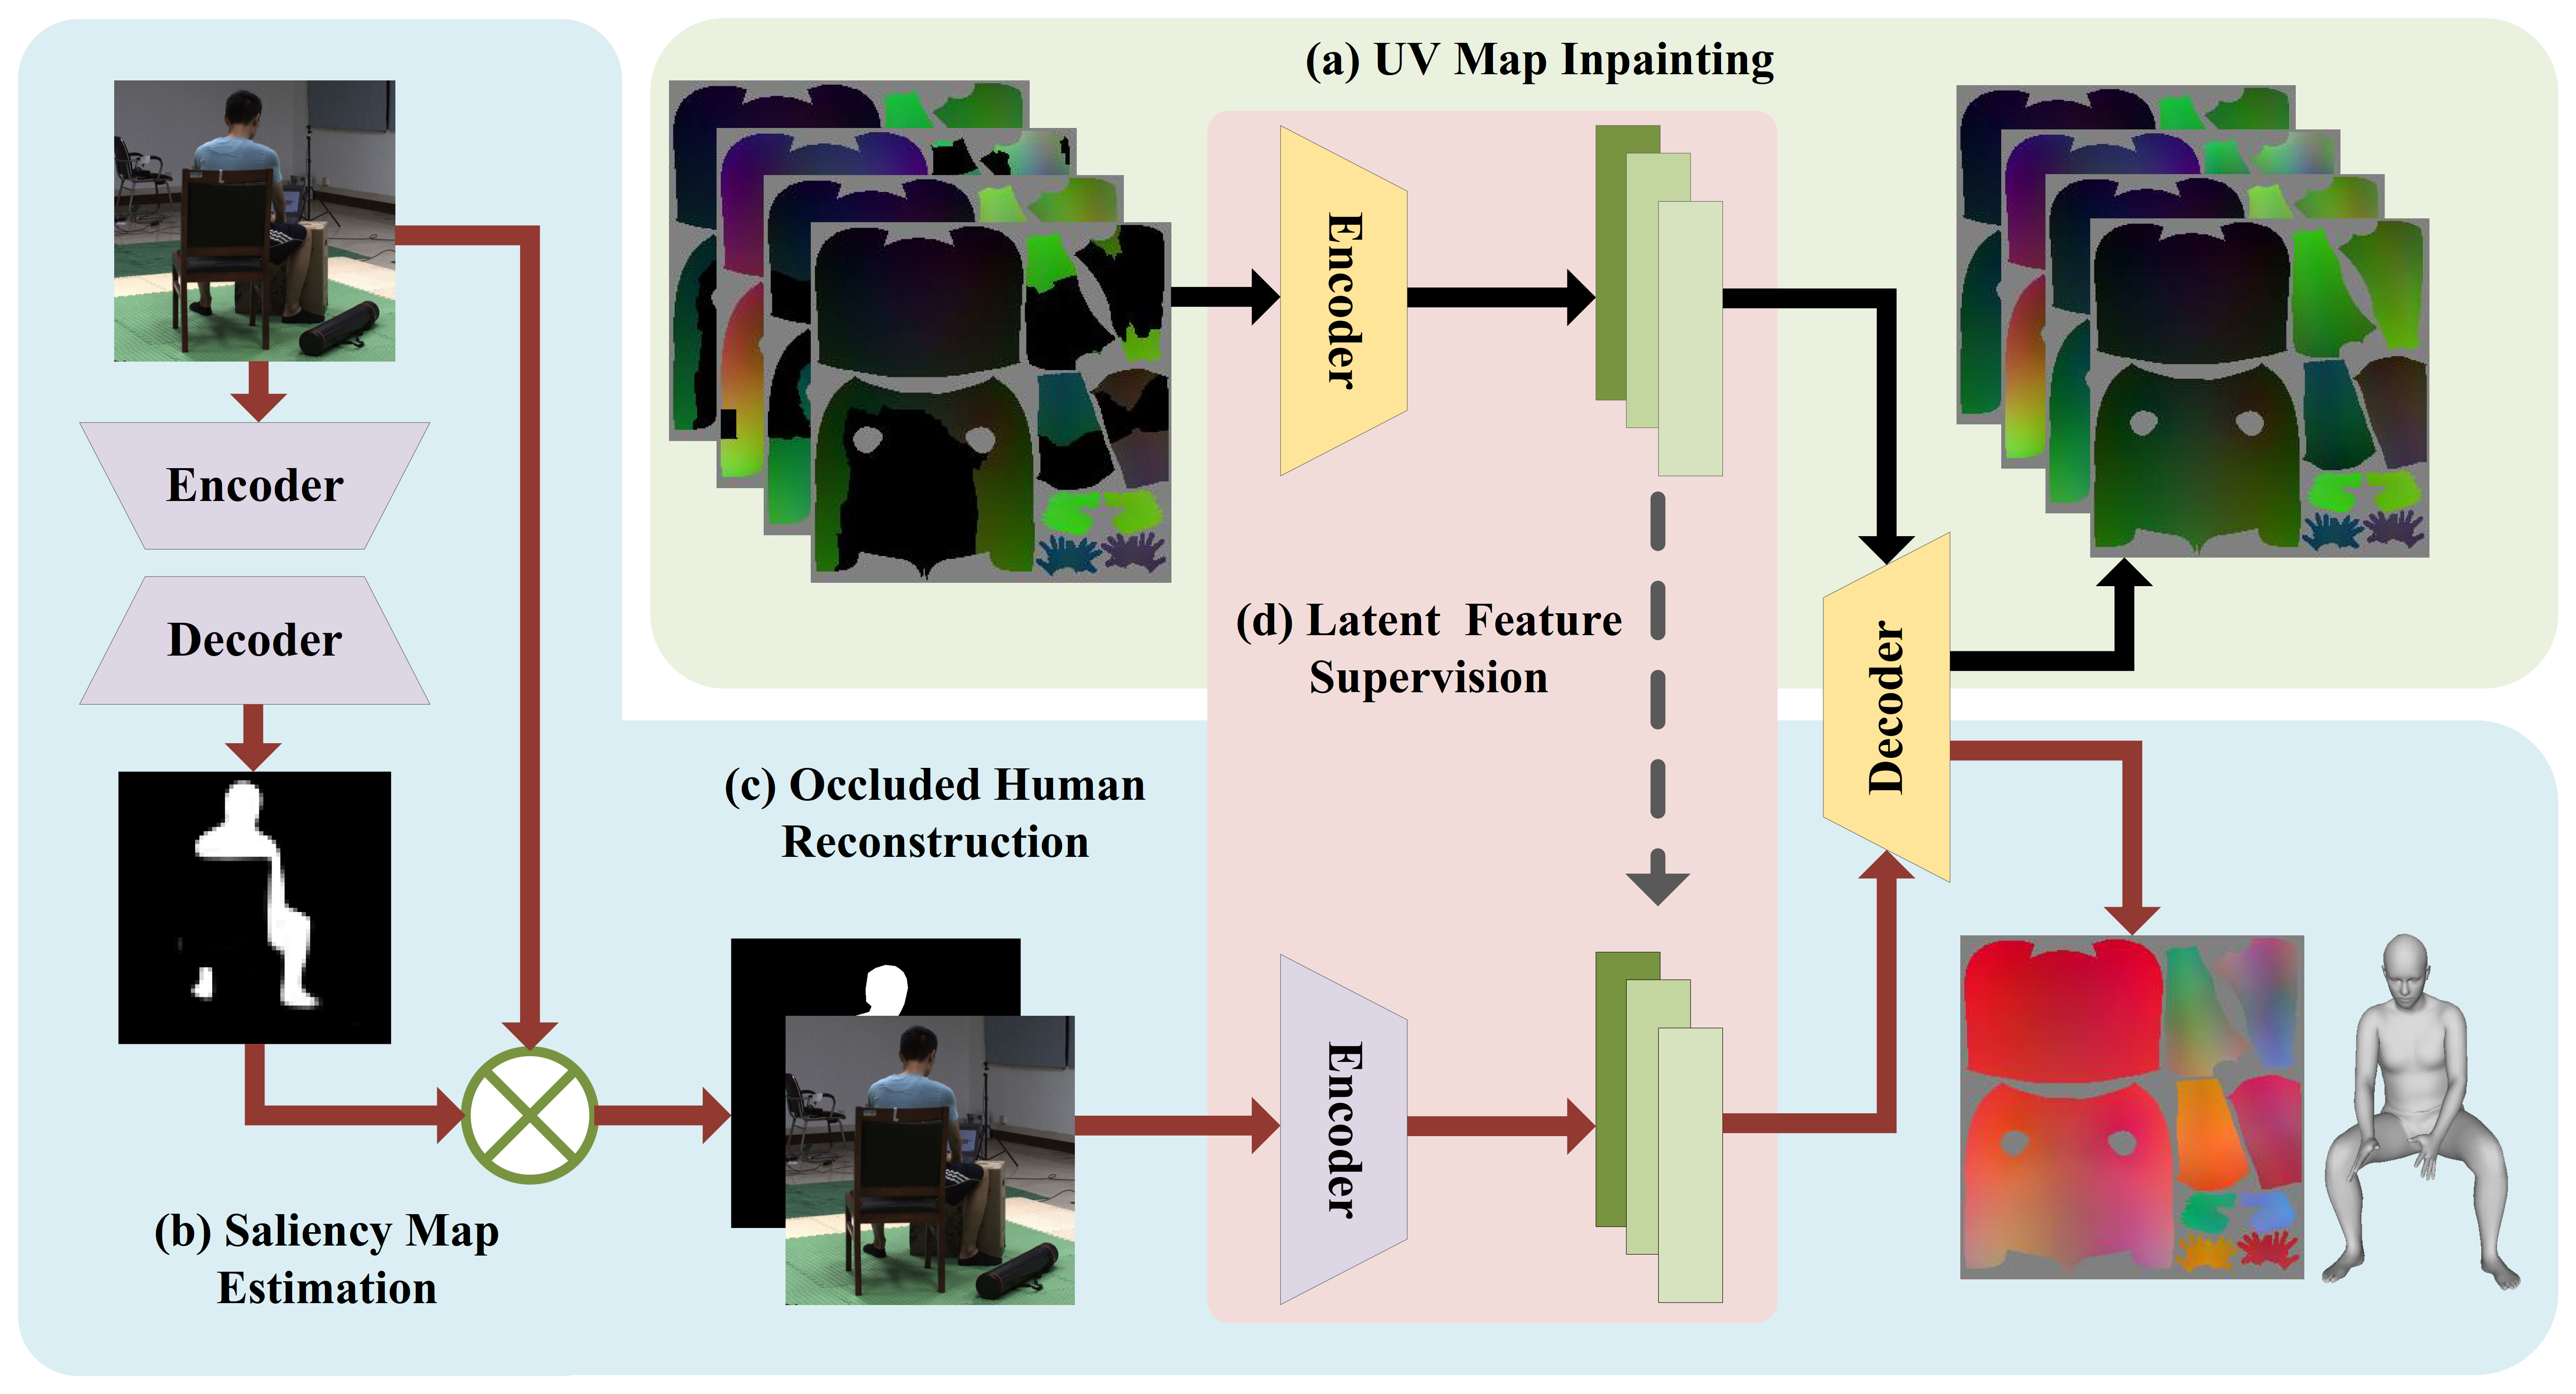 (a) UV Map Inpainting
Encoder
Encoder
Decoder
(d) Latent Feature
Supervision
Decoder
(c) Occluded Human
Reconstruction
Encoder
(b) Saliency Map
Estimation